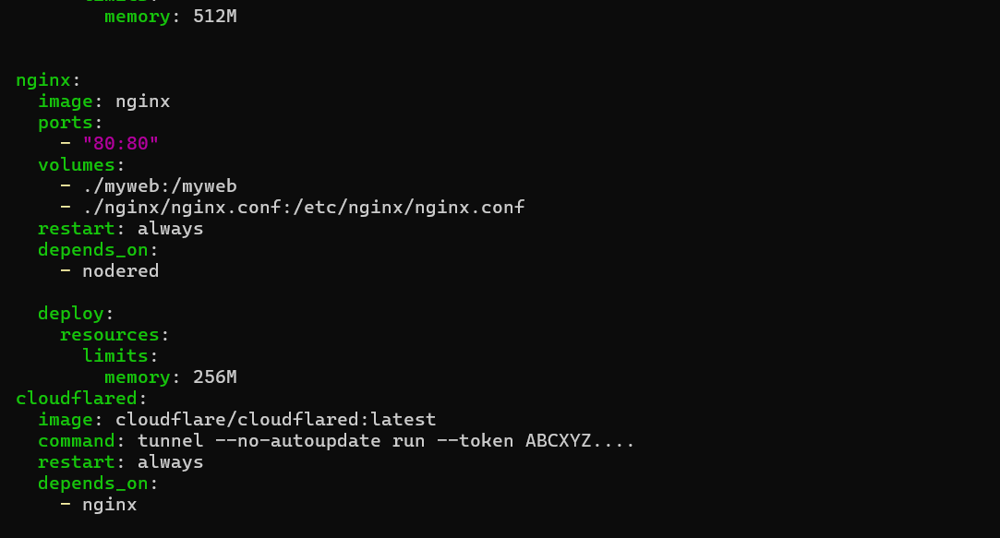 memory: 512M
nginx:
image: nginx
ports:
- "80:80"
volumes:
- ./myweb:/myweb
- ./nginx/nginx.conf:/etc/nginx/nginx.conf
restart: always
depends_on:
- nodered
deploy:
resources:
limits:
memory: 256M
cloudflared:
image: cloudflare/cloudflared:latest
command: tunnel --no-autoupdate run --token ABCXYZ....
restart: always
depends_on:
- nginx